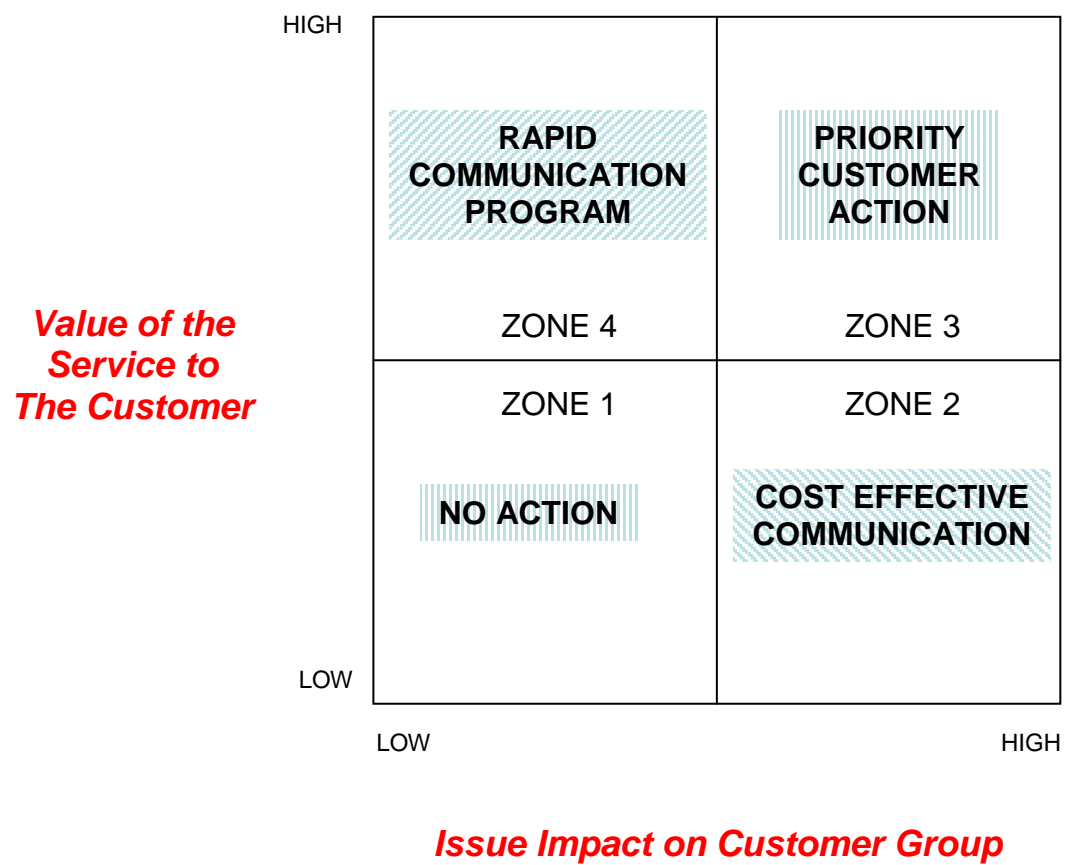 HIGH
RAPID
COMMUNICATION
PROGRAM
PRIORITY
CUSTOMER
ACTION
Value of the
Service to
The Customer
ZONE 4
ZONE 3
ZONE 1
ZONE 2
NO ACTION
COST EFFECTIVE
COMMUNICATION
LOW
LOW
HIGH
Issue Impact on Customer Group